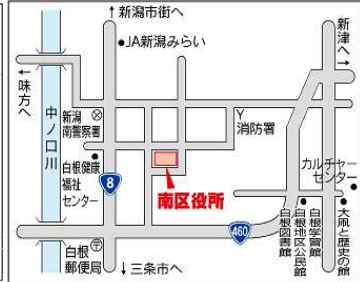 ↑新潟市街へ
新津へ→
JA新潟みらい
←味方へ
中ノ口川
新潟
南警察署
Y
消防署
白根健康
福祉
センター
8
南区役所
カルチャー
センター
460
白根図書館
白根地区公民館
白根学習館
大凧と歴史の館
白根
郵便局
↓三条市へ